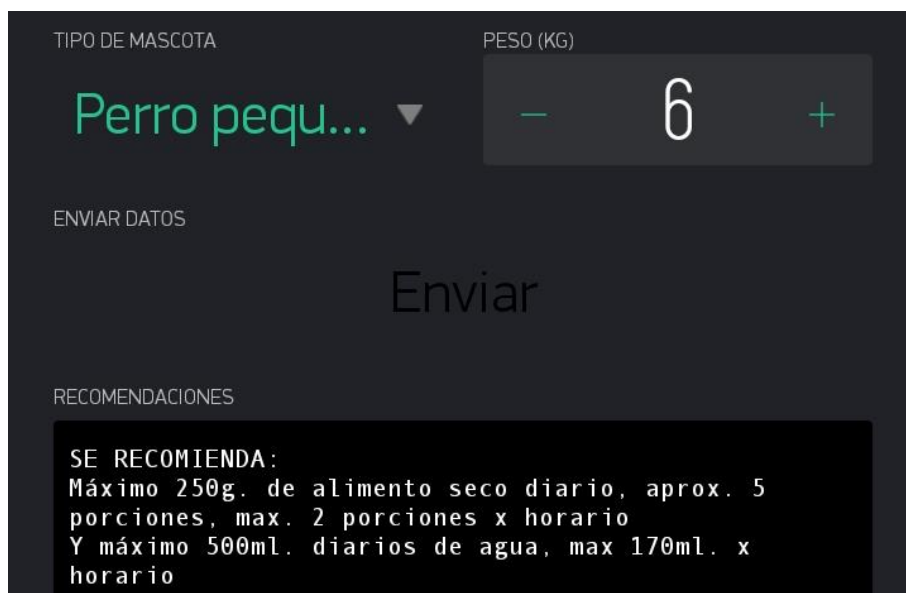 TIPO DE MASCOTA
PESO (KG)
Perro pequ... ▼
− 6 +
ENVIAR DATOS
Enviar
RECOMENDACIONES
SE RECOMIENDA:
Máximo 250g. de alimento seco diario, aprox. 5
porciones, max. 2 porciones x horario
Y máximo 500ml. diarios de agua, max 170ml. x
horario